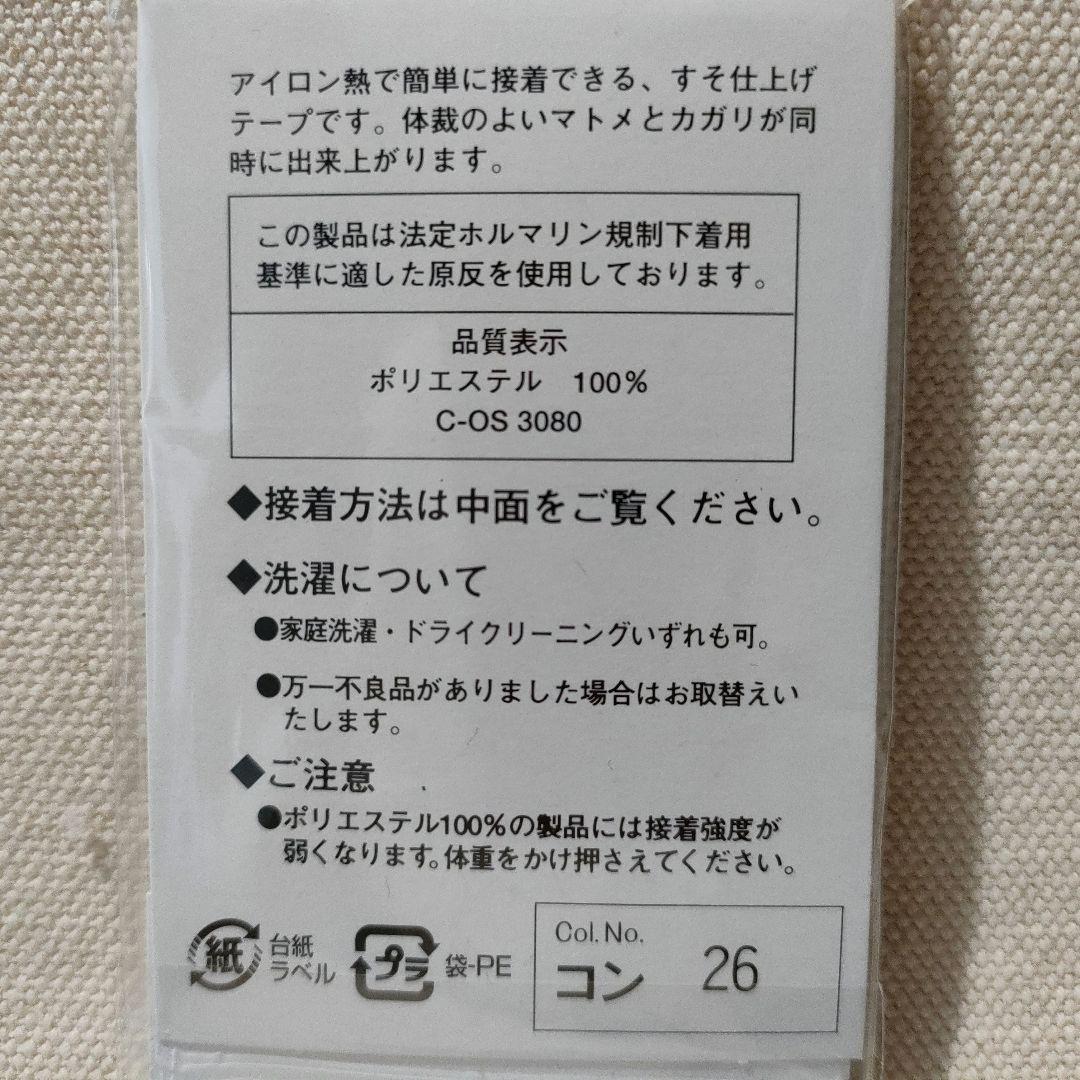 アイロン熱で簡単に接着できる、すそ仕上げ
テープです。体裁のよいマトメとカガリが同
時に出来上がります。
この製品は法定ホルマリン規制下着用
基準に適した原反を使用しております。
品質表示
ポリエステル　100%
C-OS 3080
◆接着方法は中面をご覧ください。
◆洗濯について
●家庭洗濯・ドライクリーニングいずれも可。
●万一不良品がありました場合はお取替えい
たします。
◆ご注意
●ポリエステル100%の製品には接着強度が
弱くなります。体重をかけ押さえてください。
紙 台紙
ラベル
プラ 袋-PE
Col. No.
コン 26